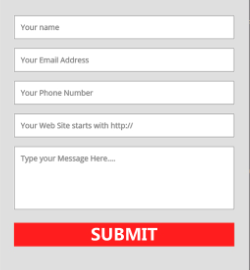 Your name
Your Email Address
Your Phone Number
Your Web Site starts with http://
Type your Message Here....
SUBMIT